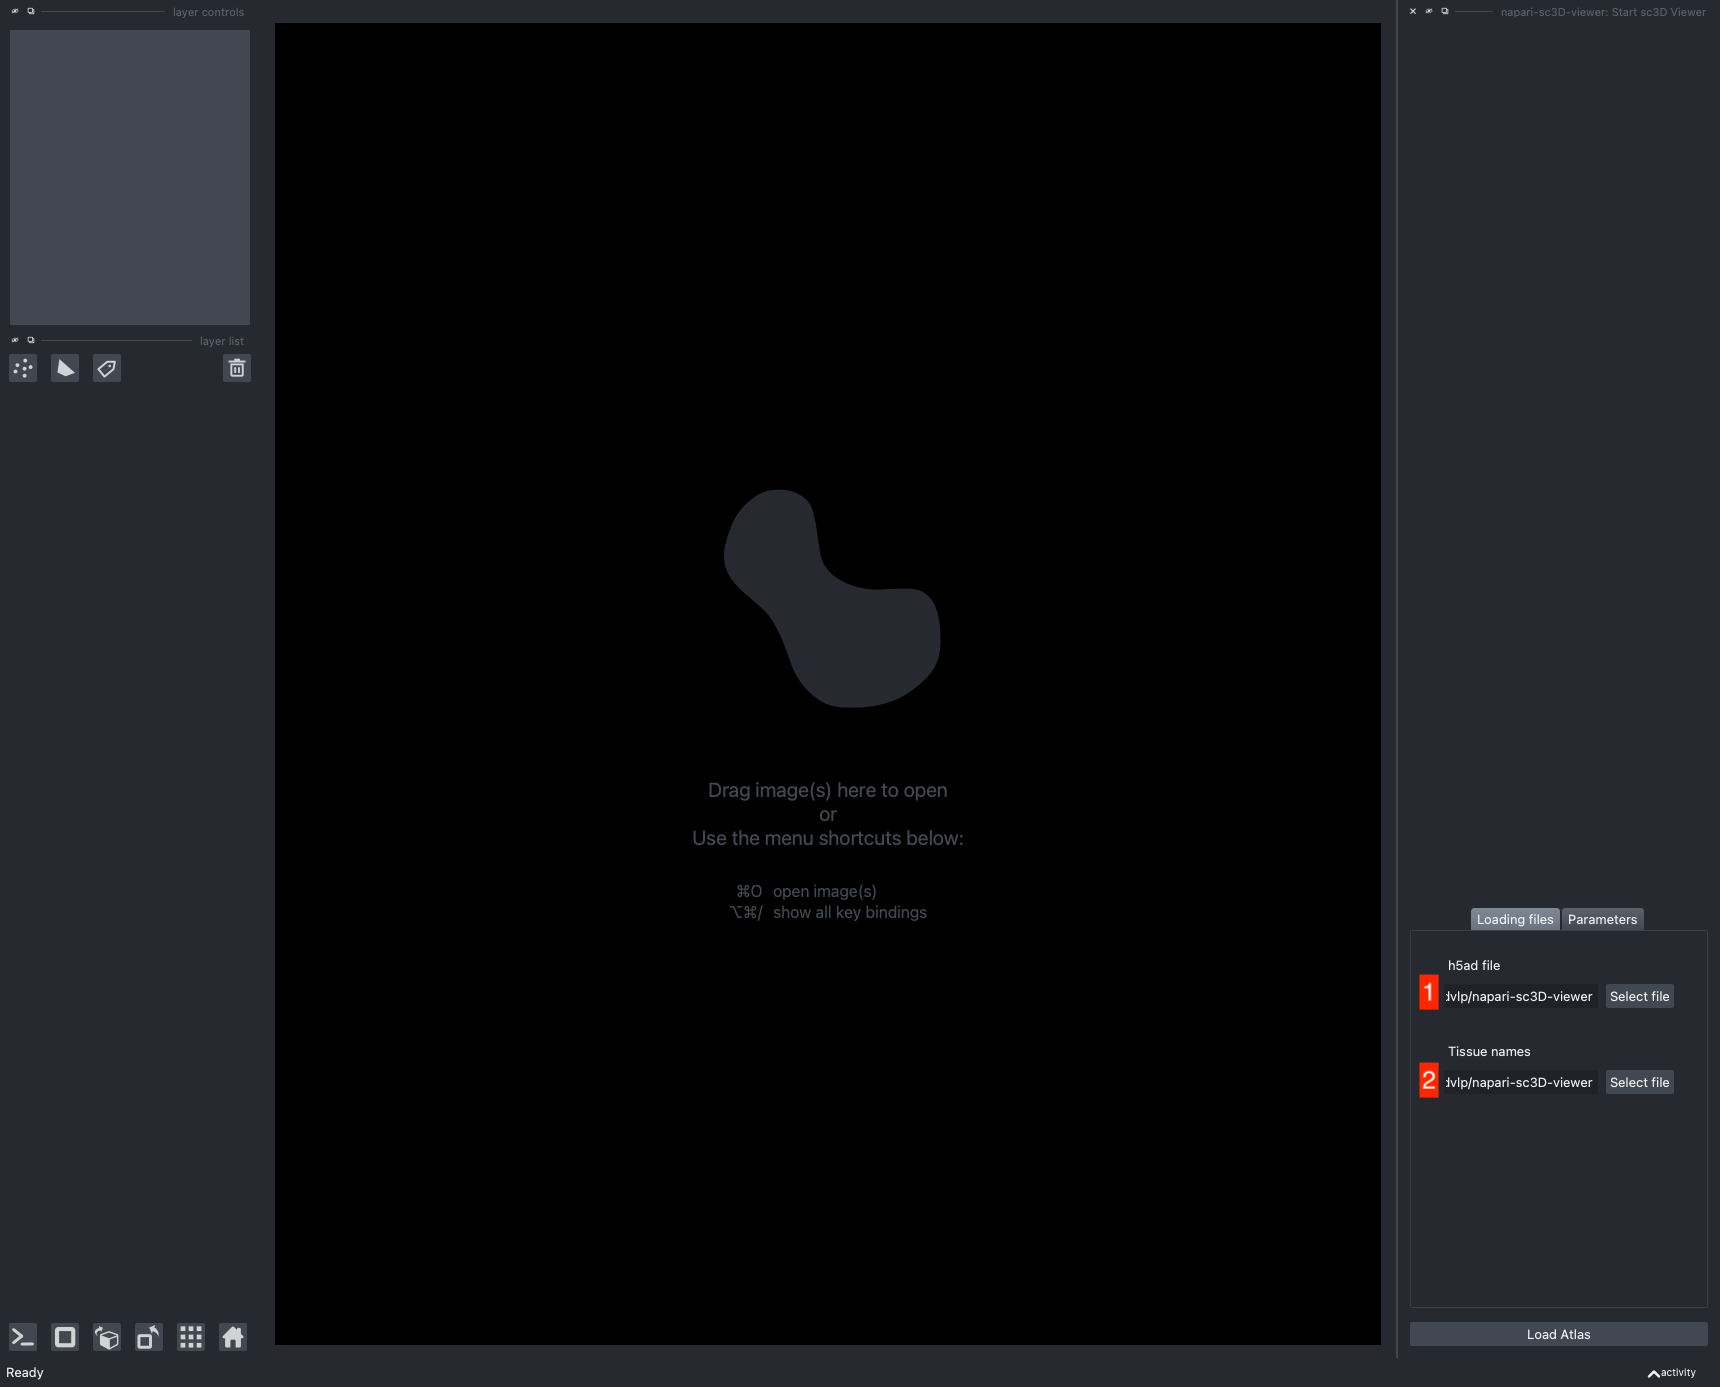 layer controls
napari-sc3D-viewer: Start sc3D Viewer
layer list
Drag image(s) here to open
or
Use the menu shortcuts below:
⌘O open image(s)
⌥⌘/ show all key bindings
Loading files Parameters
h5ad file
1 dvlp/napari-sc3D-viewer Select file
Tissue names
2 dvlp/napari-sc3D-viewer Select file
Load Atlas
Ready
activity